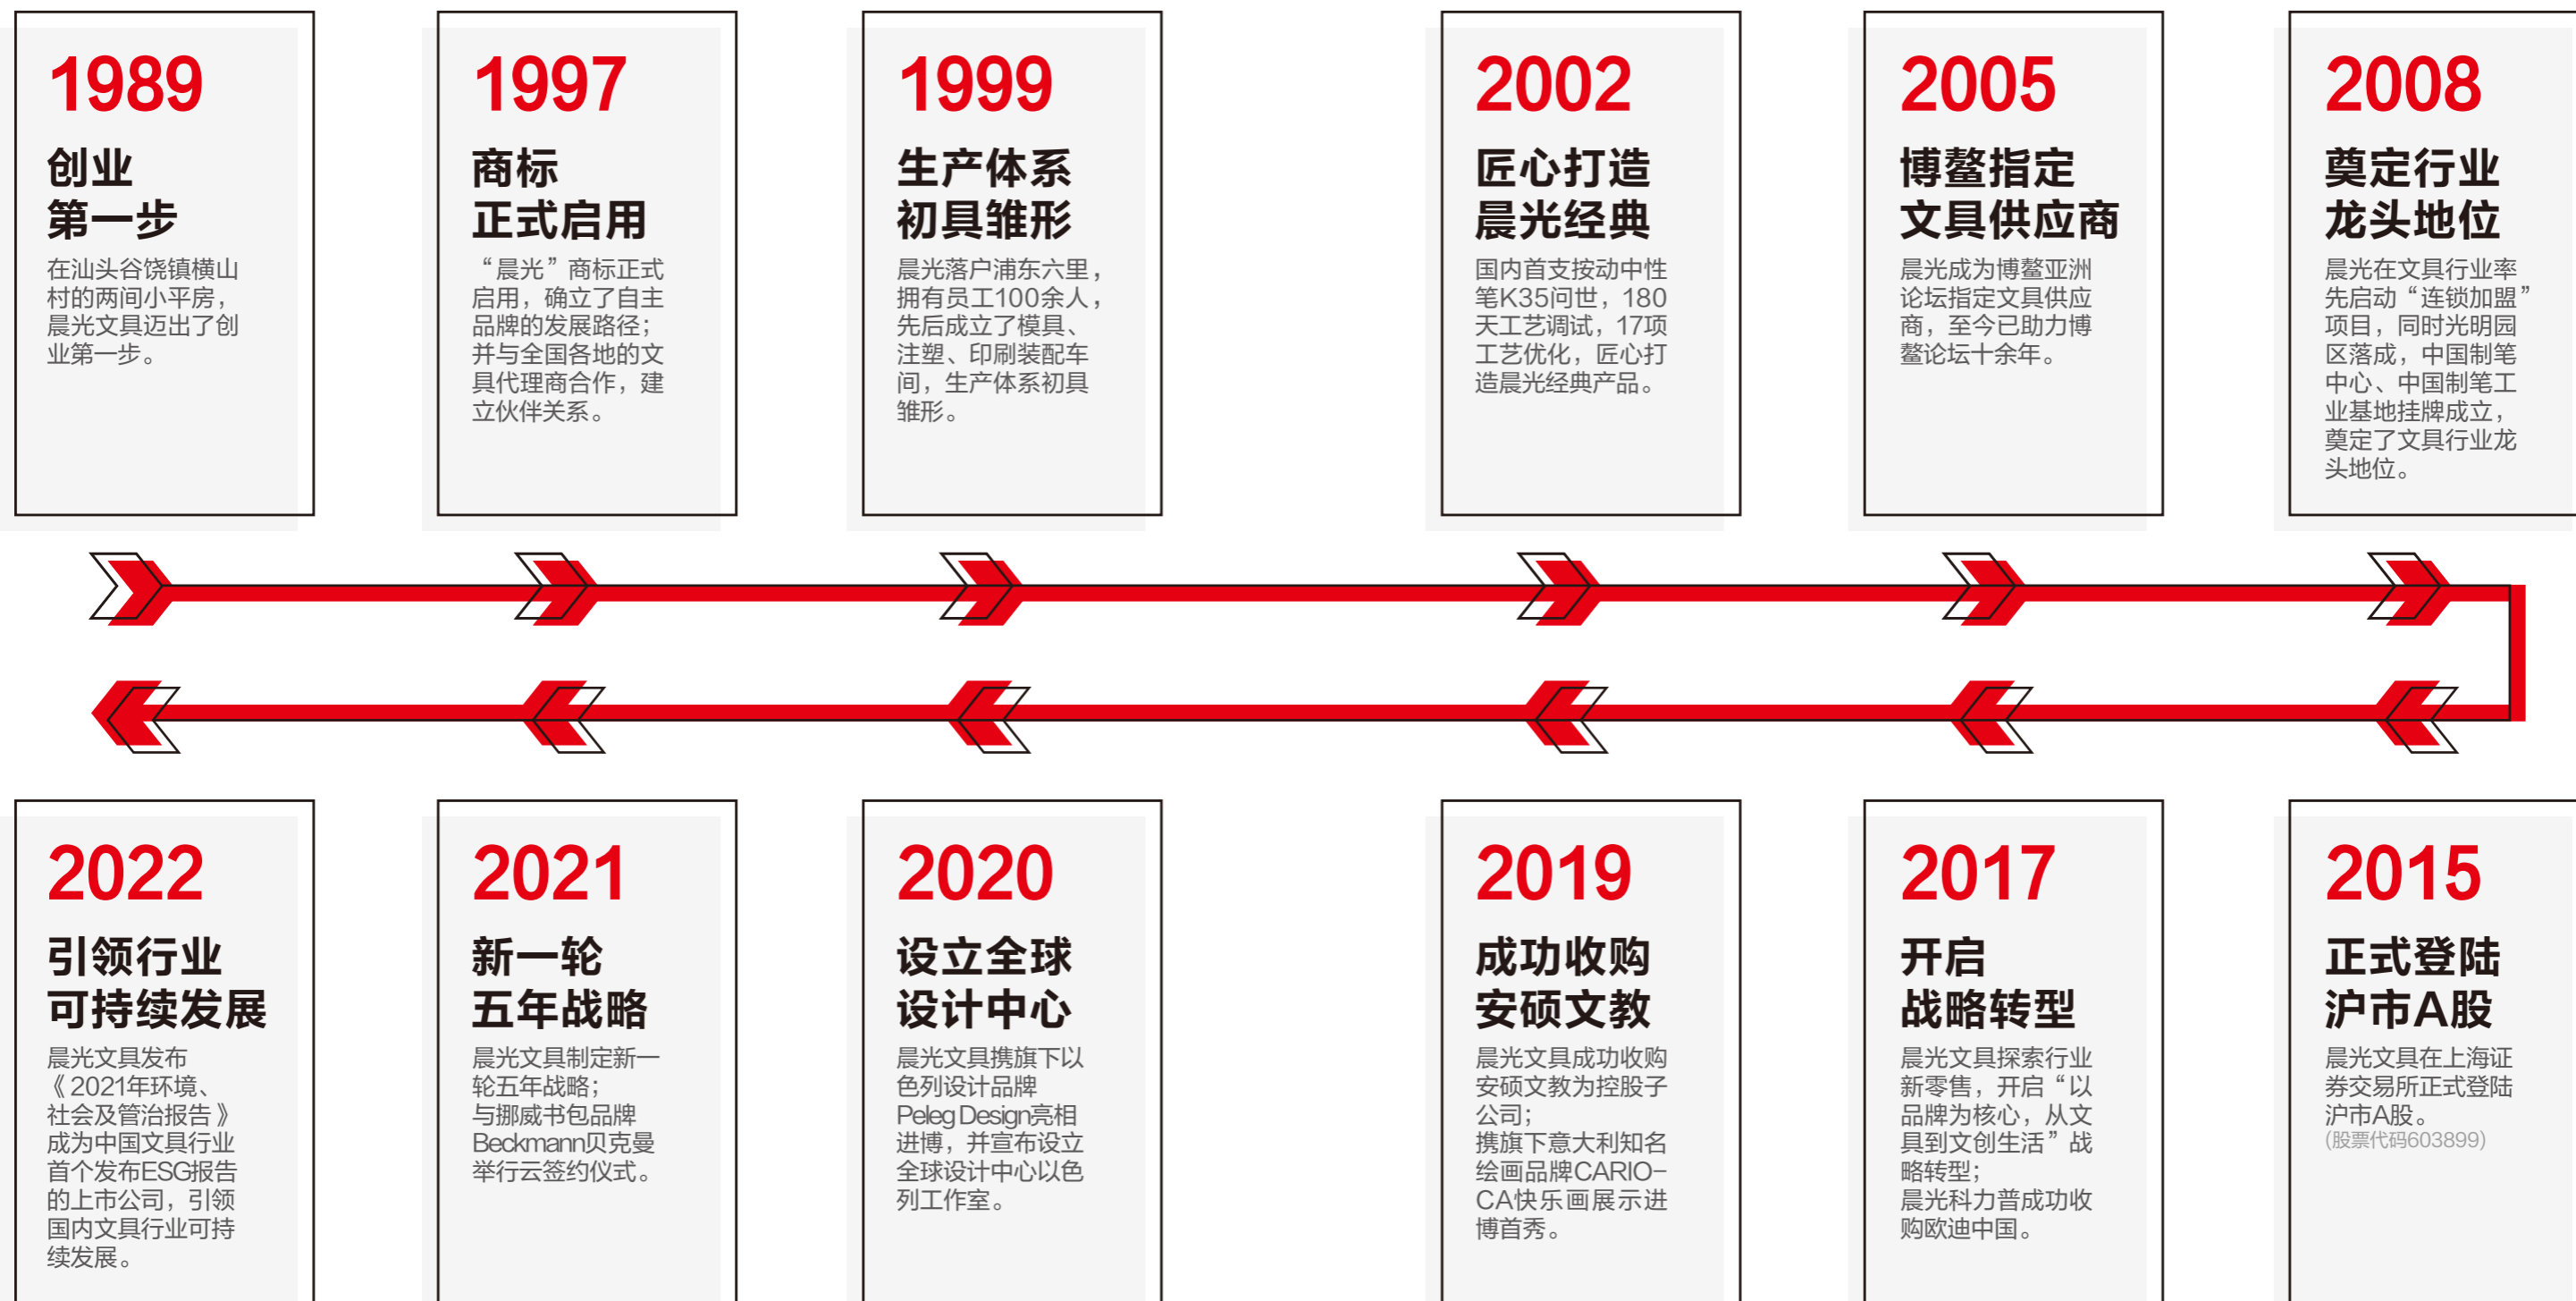 1989
创业
第一步
在汕头谷饶镇横山
村的两间小平房，
晨光文具迈出了创
业第一步。
1997
商标
正式启用
“晨光”商标正式
启用，确立了自主
品牌的发展路径；
并与全国各地的文
具代理商合作，建
立伙伴关系。
1999
生产体系
初具雏形
晨光落户浦东六里，
拥有员工100余人，
先后成立了模具、
注塑、印刷装配车
间，生产体系初具
雏形。
2002
匠心打造
晨光经典
国内首支按动中性
笔K35问世，180
天工艺调试，17项
工艺优化，匠心打
造晨光经典产品。
2005
博鳌指定
文具供应商
晨光成为博鳌亚洲
论坛指定文具供应
商，至今已助力博
鳌论坛十余年。
2008
奠定行业
龙头地位
晨光在文具行业率
先启动“连锁加盟”
项目，同时光明园
区落成，中国制笔
中心、中国制笔工
业基地挂牌成立，
奠定了文具行业龙
头地位。
2022
引领行业
可持续发展
晨光文具发布
《2021年环境、
社会及管治报告》
成为中国文具行业
首个发布ESG报告
的上市公司，引领
国内文具行业可持
续发展。
2021
新一轮
五年战略
晨光文具制定新一
轮五年战略；
与挪威书包品牌
Beckmann贝克曼
举行云签约仪式。
2020
设立全球
设计中心
晨光文具携旗下以
色列设计品牌
Peleg Design亮相
进博，并宣布设立
全球设计中心以色
列工作室。
2019
成功收购
安硕文教
晨光文具成功收购
安硕文教为控股子
公司；
携旗下意大利知名
绘画品牌CARIO-
CA快乐画展示进
博首秀。
2017
开启
战略转型
晨光文具探索行业
新零售，开启“以
品牌为核心，从文
具到文创生活”战
略转型；
晨光科力普成功收
购欧迪中国。
2015
正式登陆
沪市A股
晨光文具在上海证
券交易所正式登陆
沪市A股。
(股票代码603899)